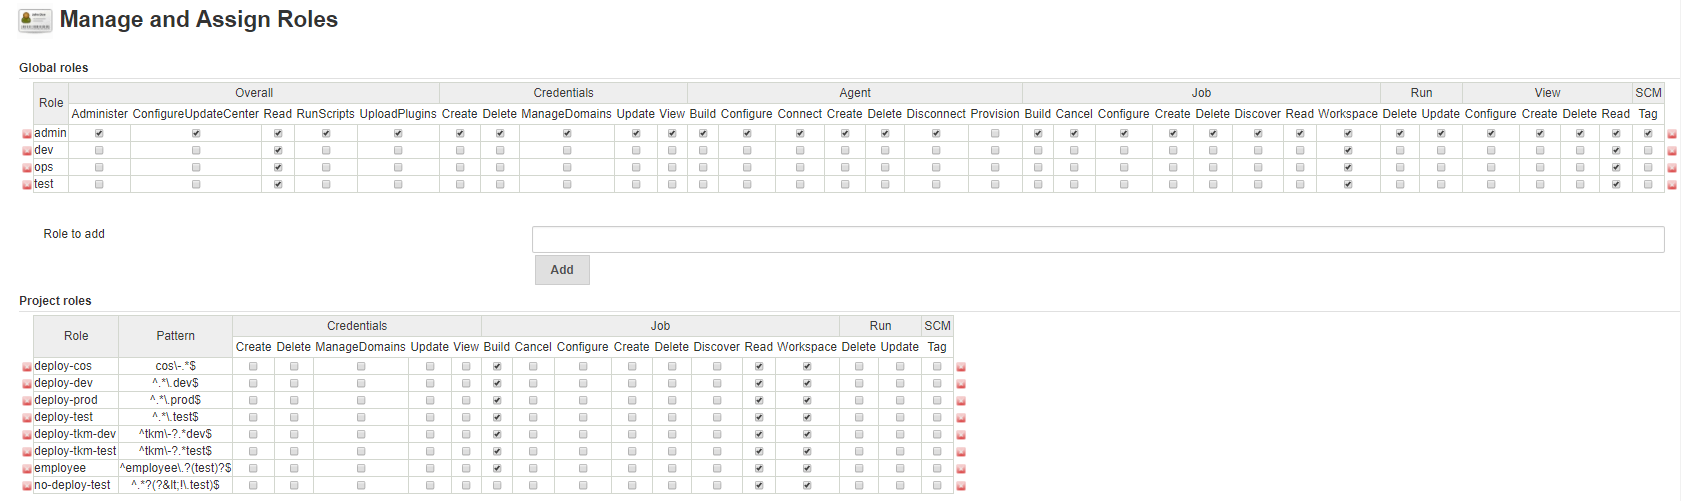 Manage and Assign Roles
Global roles
Role Overall Credentials Agent Job Run View SCM
Administer ConfigureUpdateCenter Read RunScripts UploadPlugins Create Delete ManageDomains Update View Build Configure Connect Create Delete Disconnect Provision Build Cancel Configure Create Delete Discover Read Workspace Delete Update Configure Create Delete Read Tag
admin
dev
ops
test
Role to add
Add
Project roles
Role Pattern Credentials Job Run SCM
Create Delete ManageDomains Update View Build Cancel Configure Create Delete Discover Read Workspace Delete Update Tag
deploy-cos cos\-.*$
deploy-dev ^.*\.dev$
deploy-prod ^.*\.prod$
deploy-test ^.*\.test$
deploy-tkm-dev ^tkm\-?.*dev$
deploy-tkm-test ^tkm\-?.*test$
employee ^employee\.?(test)?$
no-deploy-test ^.*?(?&lt;!\.test)$